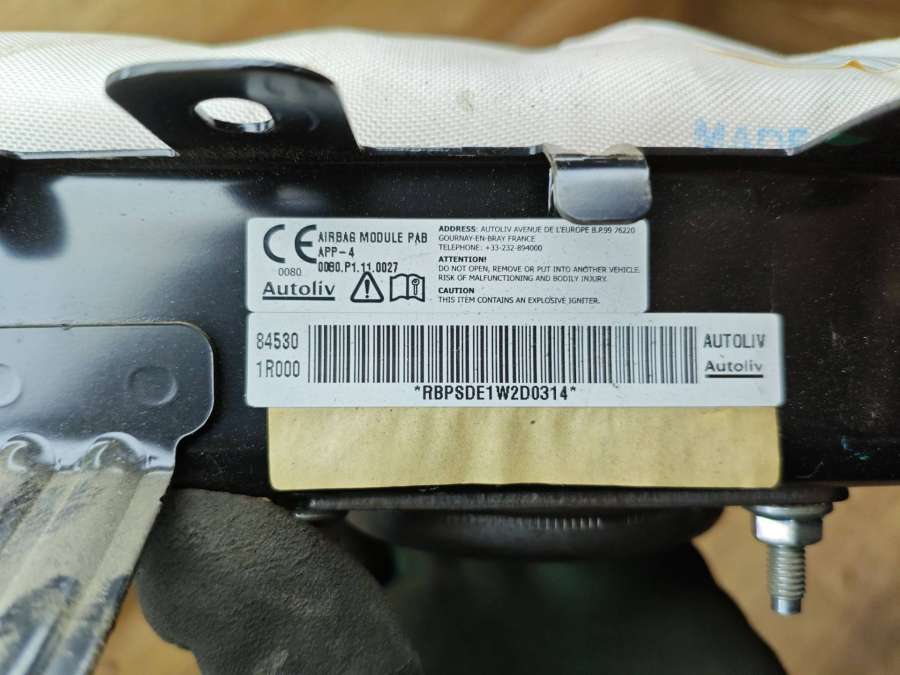 MADE
CE
0080
Autoliv
AIRBAG MODULE PAB
APP-4
0080.P1.11.0027
ADDRESS: AUTOLIV AVENUE DE L'EUROPE B.P.99 76220
GOURNAY-EN-BRAY FRANCE
TELEPHONE: +33-232-894000
ATTENTION!
DO NOT OPEN, REMOVE OR PUT INTO ANOTHER VEHICLE.
RISK OF MALFUNCTIONING AND BODILY INJURY.
CAUTION
THIS ITEM CONTAINS AN EXPLOSIVE IGNITER.
84530
1R000
AUTOLIV
Autoliv
*RBPSDE1W2D0314*